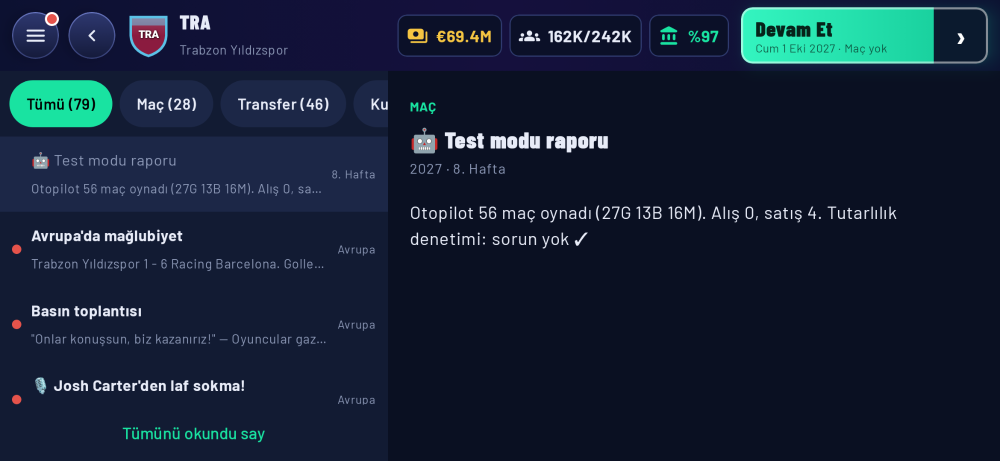 TRA
TRA
Trabzon Yıldızspor
€69.4M
162K/242K
%97
Devam Et
Cum 1 Eki 2027 · Maç yok
Tümü (79)
Maç (28)
Transfer (46)
Ku
🤖 Test modu raporu
Otopilot 56 maç oynadı (27G 13B 16M). Alış 0, sa...
8. Hafta
Avrupa'da mağlubiyet
Trabzon Yıldızspor 1 - 6 Racing Barcelona. Golle...
Avrupa
Basın toplantısı
"Onlar konuşsun, biz kazanırız!" — Oyuncular gaz...
Avrupa
🎙️ Josh Carter'den laf sokma!
Avrupa
Tümünü okundu say
MAÇ
🤖 Test modu raporu
2027 · 8. Hafta
Otopilot 56 maç oynadı (27G 13B 16M). Alış 0, satış 4. Tutarlılık
denetimi: sorun yok ✓